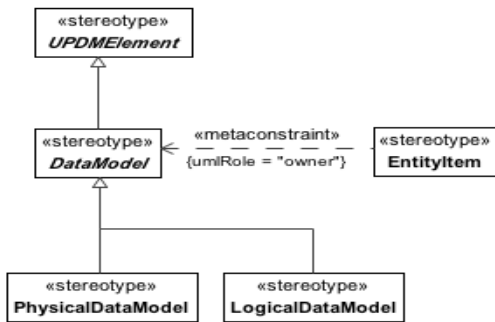 «stereotype»
UPDMElement
«stereotype»
DataModel
«metaconstraint»
{umlRole = "owner"}
«stereotype»
EntityItem
«stereotype»
PhysicalDataModel
«stereotype»
LogicalDataModel